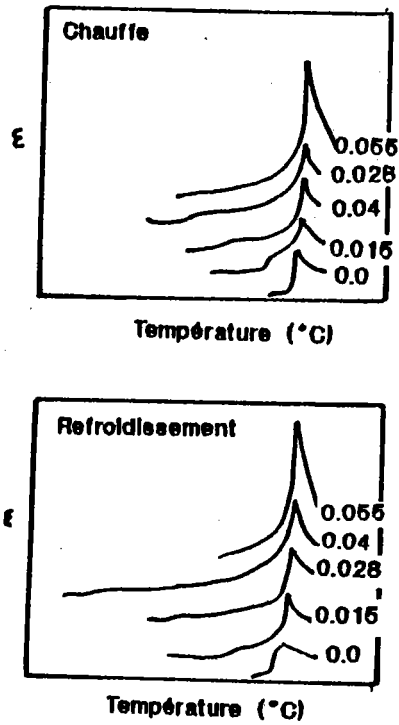 Chauffe
ε
0.055
0.028
0.04
0.015
0.0
Température (°C)
Refroidissement
ε
0.055
0.04
0.028
0.015
0.0
Température (°C)